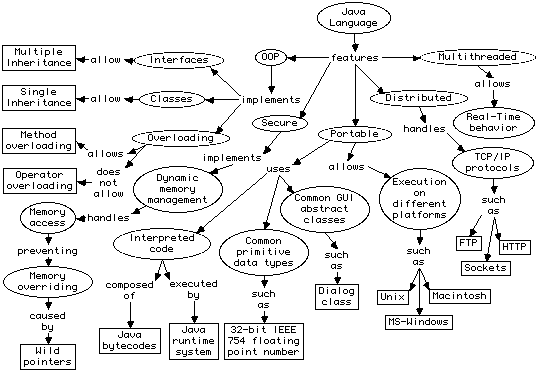 Java
Language
OOP
features
Multithreaded
Multiple
Inheritance
allow
Interfaces
allows
Single
Inheritance
allow
Classes
implements
Distributed
Real-Time
behavior
Secure
Portable
handles
Method
overloading
allows
Overloading
does
not
allow
Operator
overloading
implements
uses
allows
TCP/IP
protocols
Dynamic
memory
management
Execution
on
different
platforms
such
as
Common GUI
abstract
classes
Memory
access
handles
FTP
HTTP
Sockets
preventing
Interpreted
code
Common
primitive
data types
such
as
such
as
Memory
overriding
composed
of
executed
by
such
as
Dialog
class
Unix
Macintosh
MS-Windows
caused
by
Wild
pointers
Java
bytecodes
Java
runtime
system
32-bit IEEE
754 floating
point number